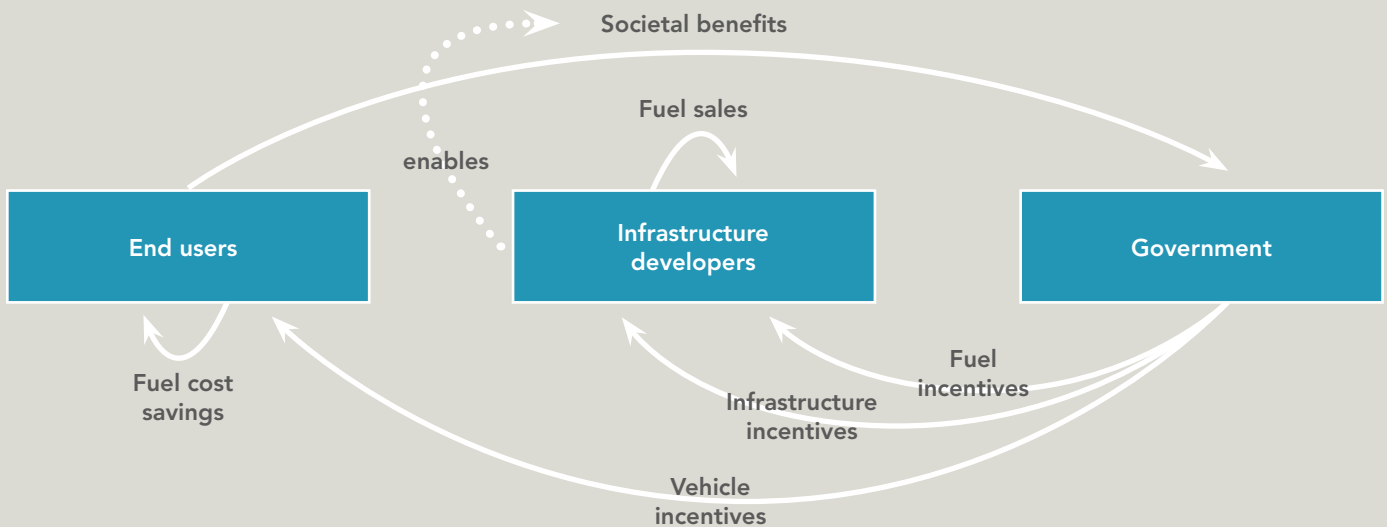 Societal benefits
Fuel sales
enables
End users
Infrastructure
developers
Government
Fuel cost
savings
Fuel
incentives
Infrastructure
incentives
Vehicle
incentives